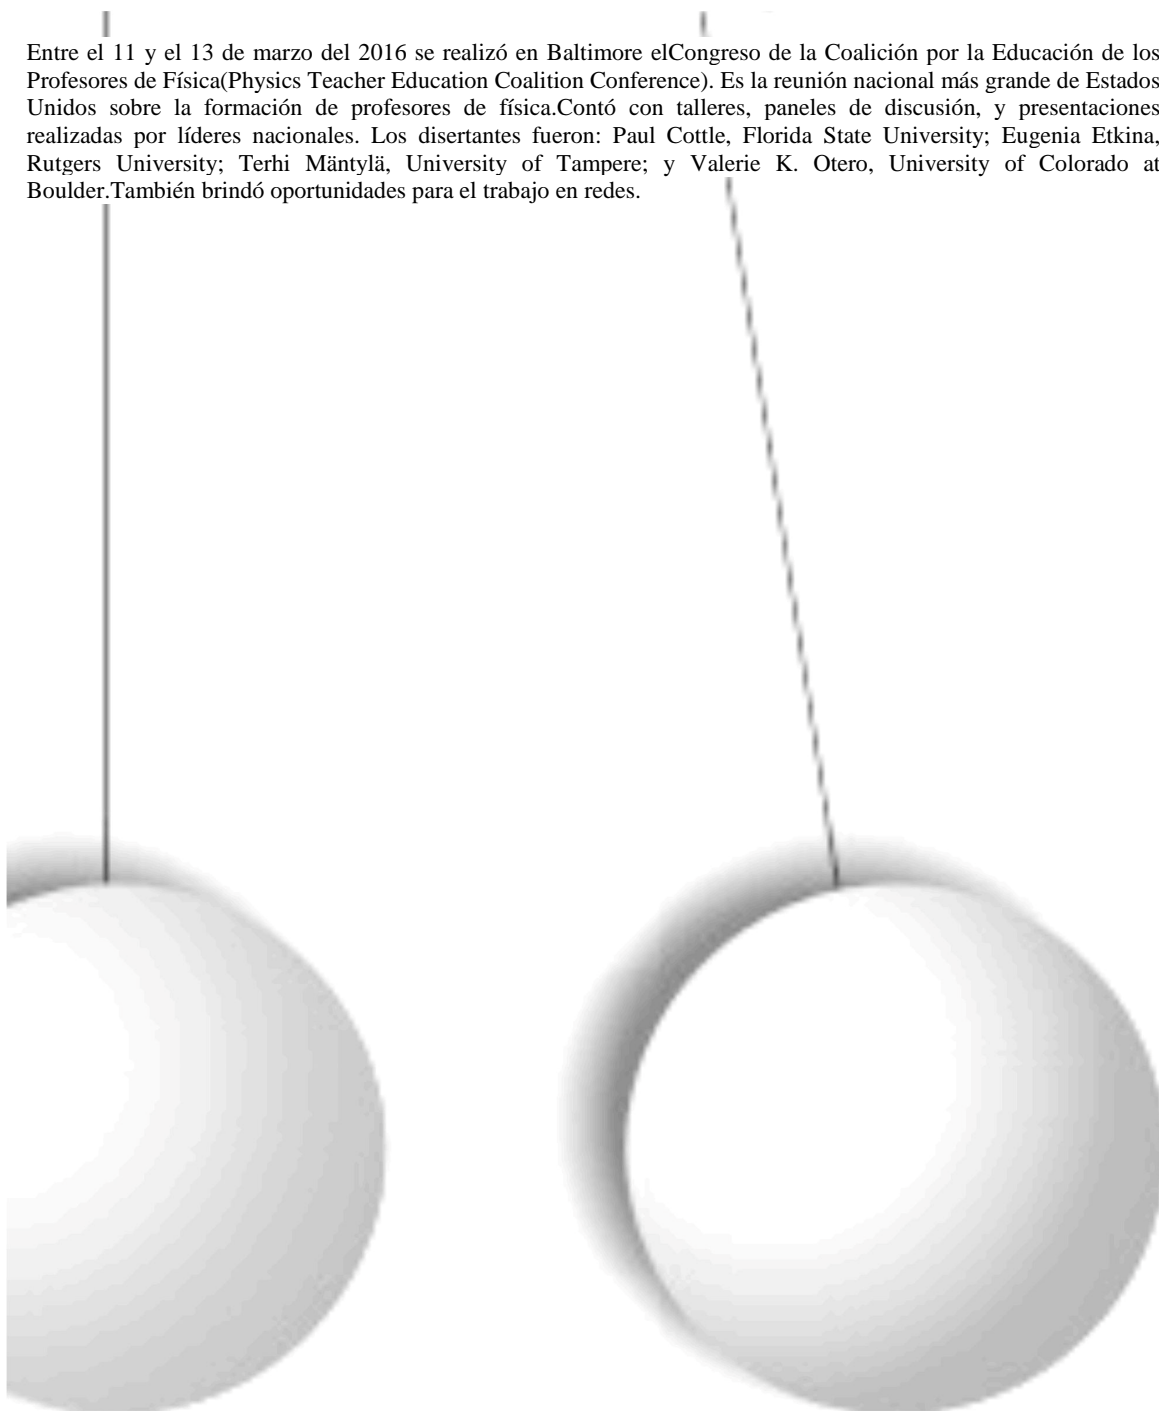 Entre el 11 y el 13 de marzo del 2016 se realizó en Baltimore elCongreso de la Coalición por la Educación de los
Profesores de Física(Physics Teacher Education Coalition Conference). Es la reunión nacional más grande de Estados
Unidos sobre la formación de profesores de física.Contó con talleres, paneles de discusión, y presentaciones
realizadas por líderes nacionales. Los disertantes fueron: Paul Cottle, Florida State University; Eugenia Etkina,
Rutgers University; Terhi Mäntylä, University of Tampere; y Valerie K. Otero, University of Colorado at
Boulder.También brindó oportunidades para el trabajo en redes.